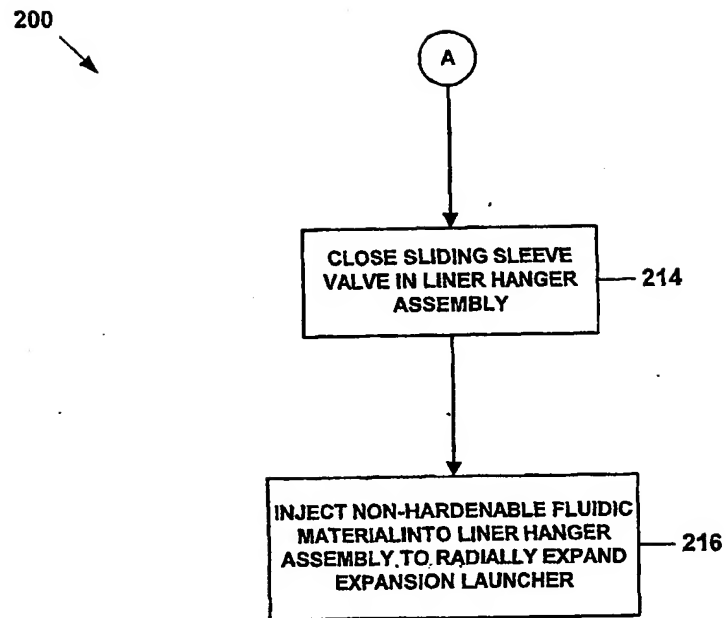 200
A
CLOSE SLIDING SLEEVE
VALVE IN LINER HANGER
ASSEMBLY
214
INJECT NON-HARDENABLE FLUIDIC
MATERIALINTO LINER HANGER
ASSEMBLY.TO RADIALLY EXPAND
EXPANSION LAUNCHER
216